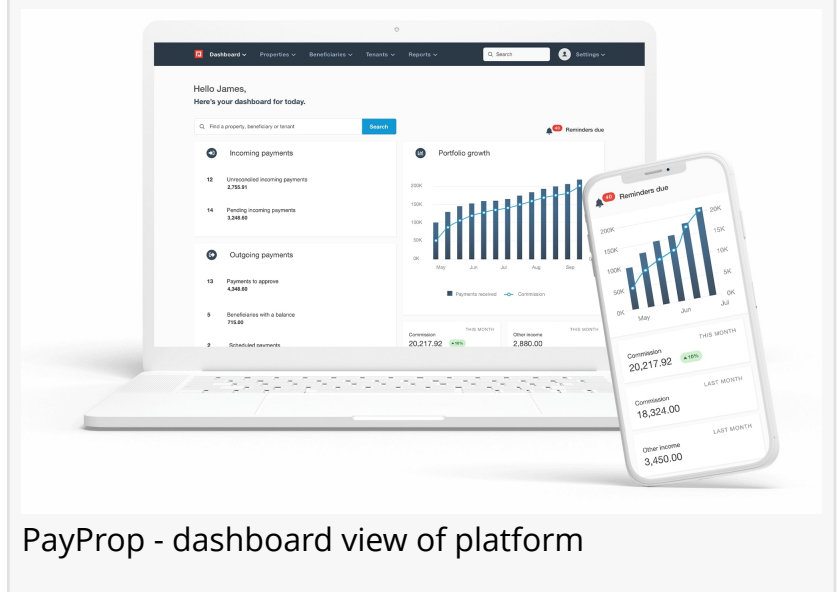 Dashboard Properties Beneficiaries Tenants Reports Search Settings
Hello James,
Here's your dashboard for today.
Find a property, beneficiary or tenant Search
40 Reminders due
Incoming payments
12 Unreconciled incoming payments
2,755.91
14 Pending incoming payments
3,248.60
Outgoing payments
13 Payments to approve
4,348.60
5 Beneficiaries with a balance
715.00
2 Scheduled payments
Portfolio growth
200K
150K
100K
50K
0K
May Jun Jul Aug Sep
Payments received Commission
THIS MONTH
Commission
20,217.92 10%
THIS MONTH
Other income
2,880.00
40 Reminders due
200K 20K
150K 15K
100K 10K
50K 5K
0K 0K
May Jun Jul
THIS MONTH
Commission
20,217.92 10%
LAST MONTH
Commission
18,324.00
LAST MONTH
Other income
3,450.00
PayProp - dashboard view of platform